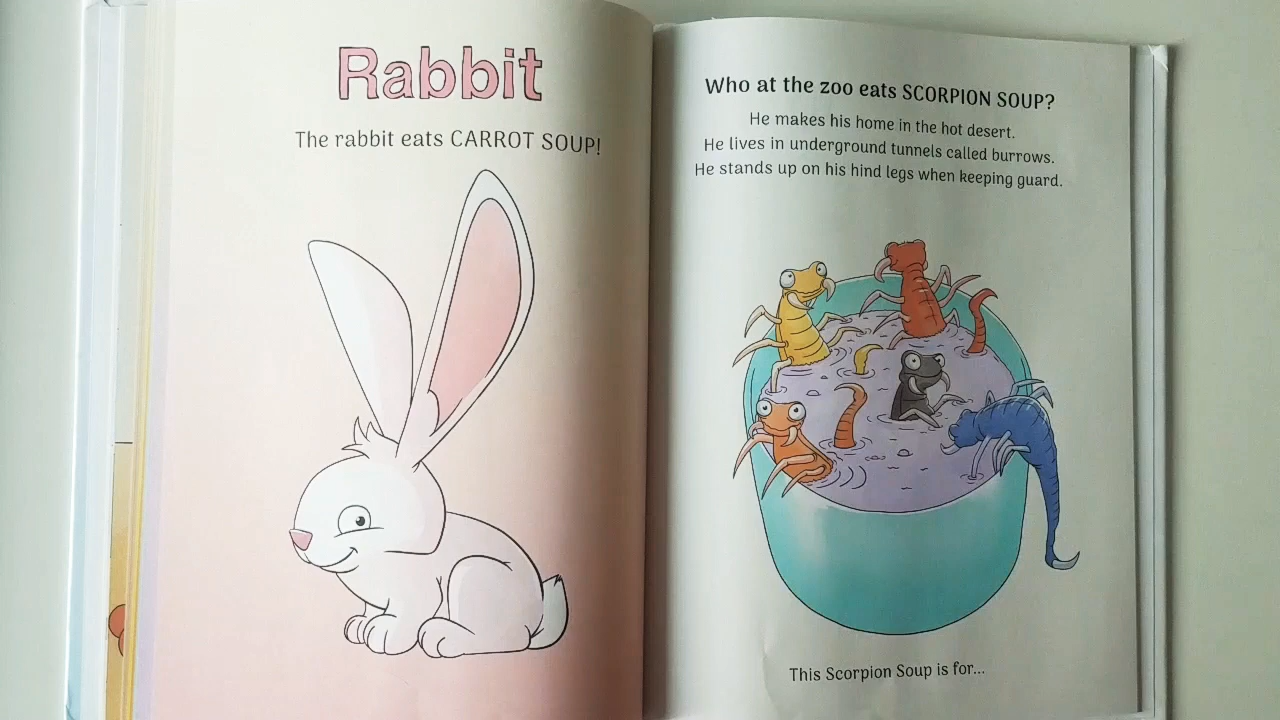 Rabbit
The rabbit eats CARROT SOUP!
Who at the zoo eats SCORPION SOUP?
He makes his home in the hot desert.
He lives in underground tunnels called burrows.
He stands up on his hind legs when keeping guard.
This Scorpion Soup is for...